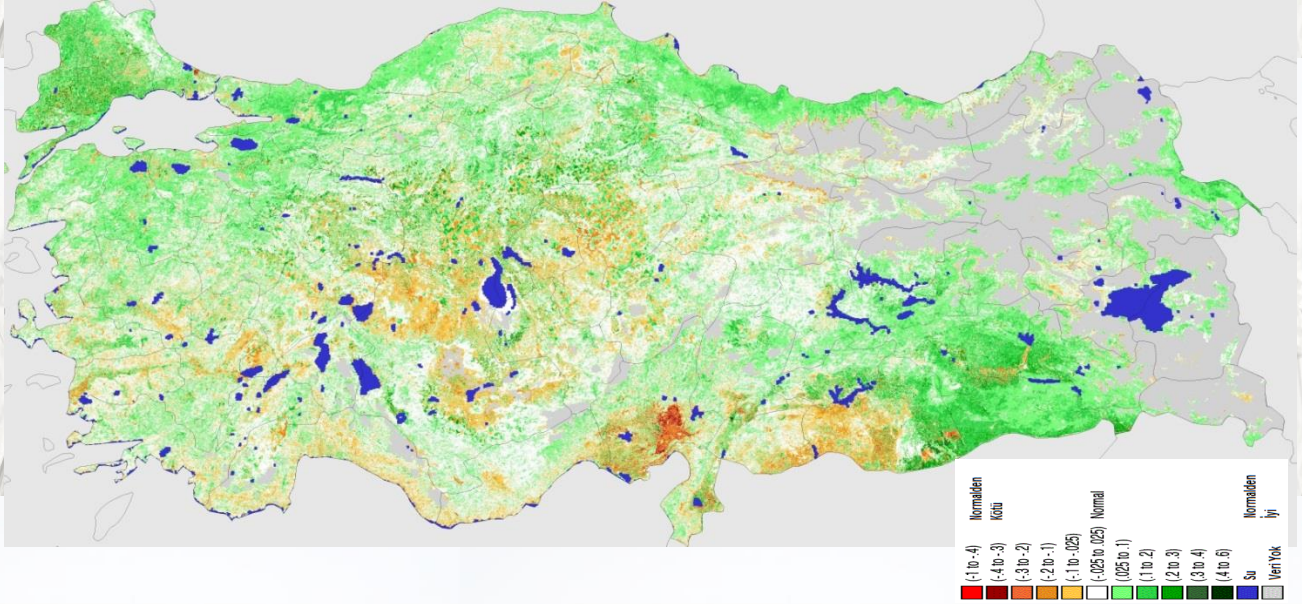 (-1 to -.4) Normalden
Kötü
(-.4 to -.3)
(-.3 to -.2)
(-.2 to -.1)
(-.1 to -.025)
(-.025 to .025) Normal
(.025 to .1)
(.1 to .2)
(.2 to .3)
(.3 to .4)
(.4 to .6)
Su Normalden
İyi
Veri Yok